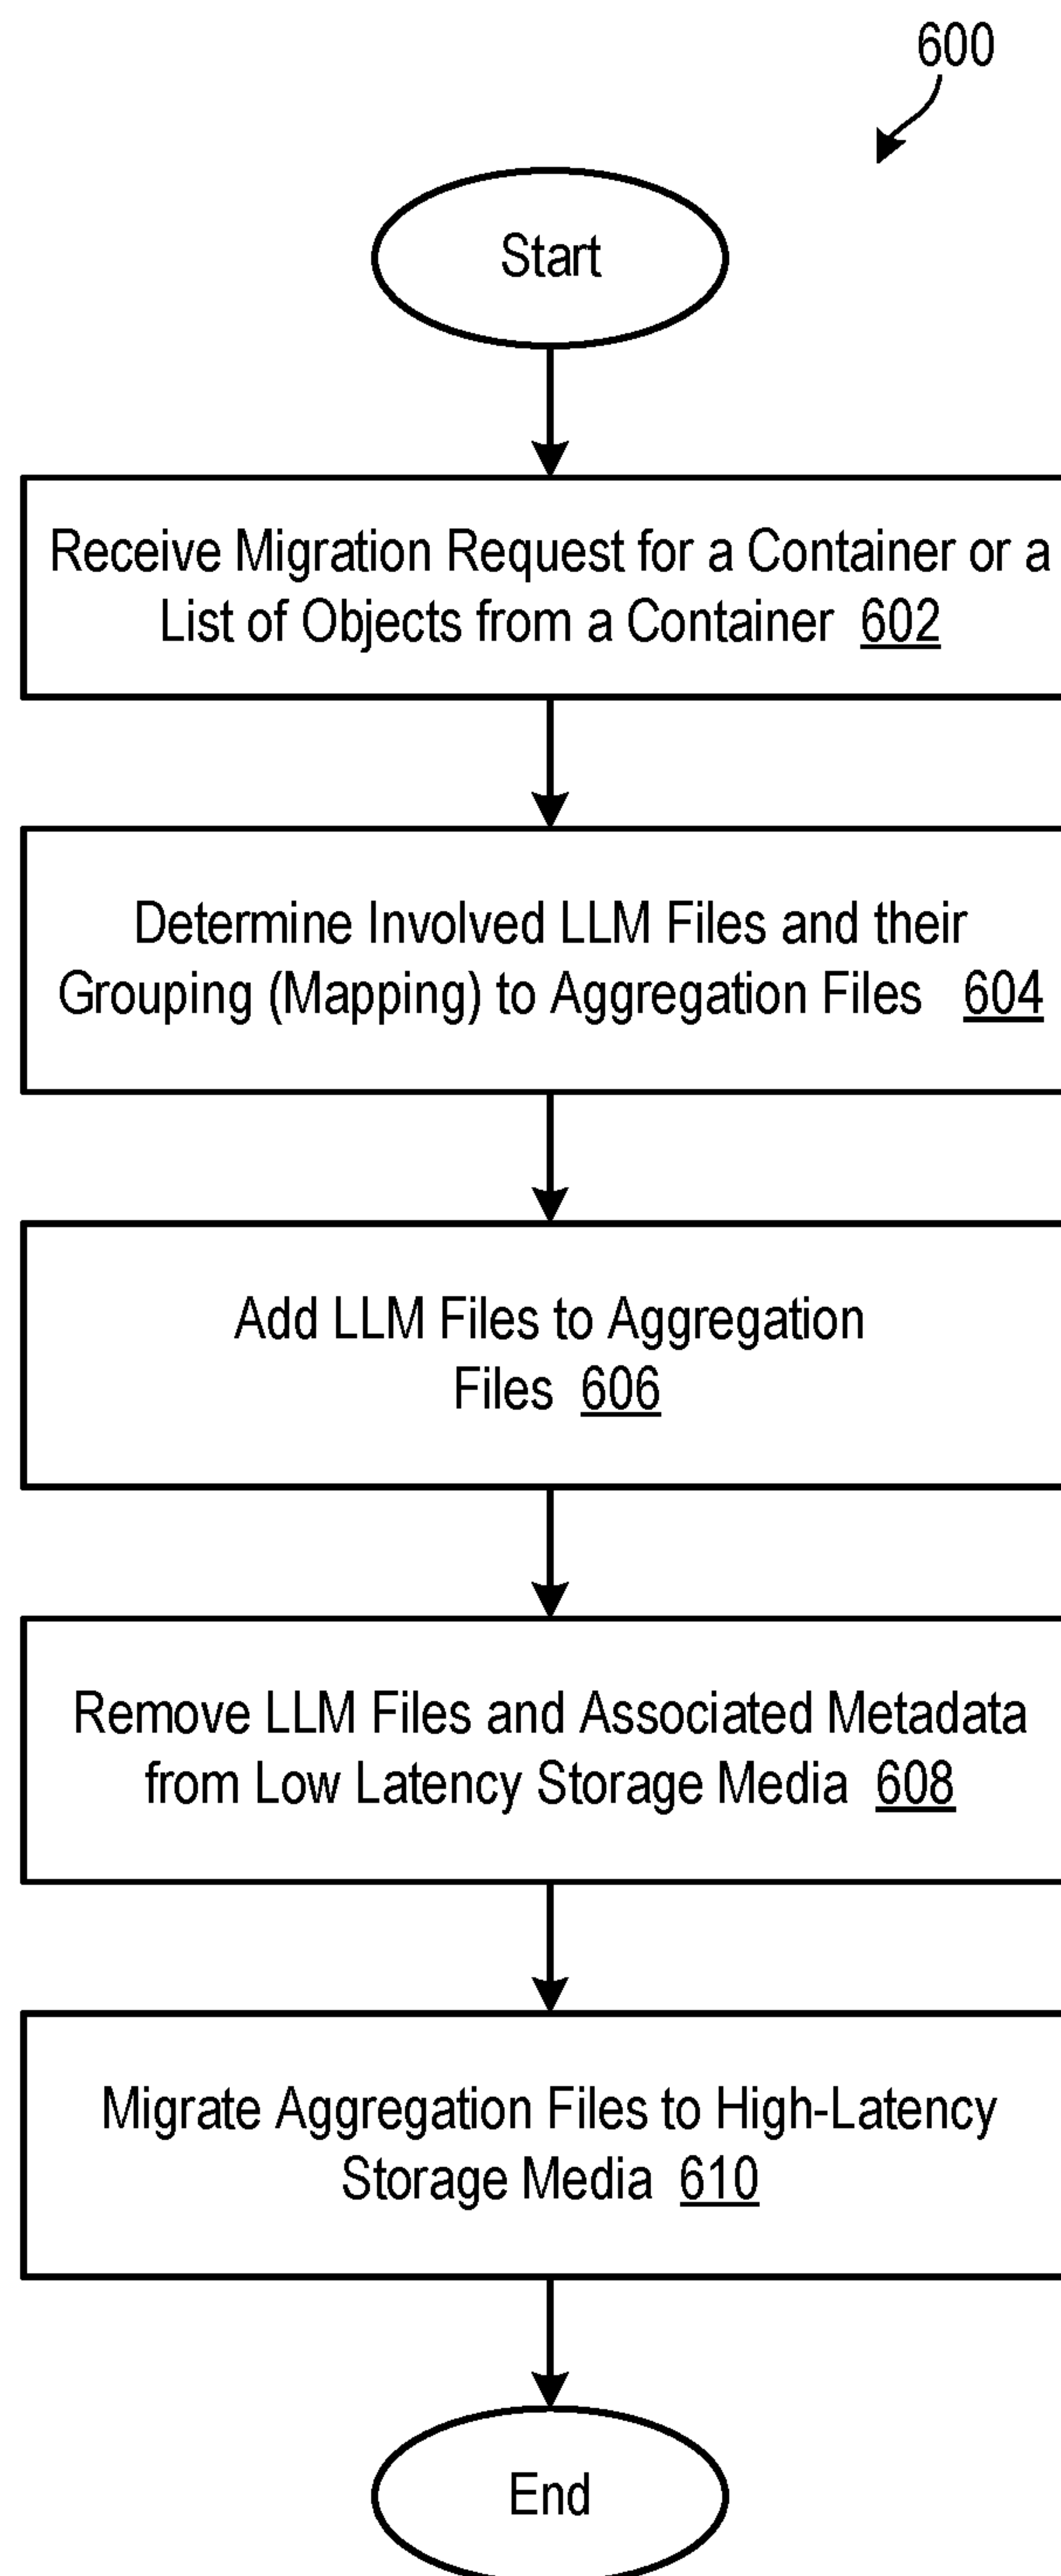 600
Start
Receive Migration Request for a Container or a
List of Objects from a Container 602
Determine Involved LLM Files and their
Grouping (Mapping) to Aggregation Files 604
Add LLM Files to Aggregation
Files 606
Remove LLM Files and Associated Metadata
from Low Latency Storage Media 608
Migrate Aggregation Files to High-Latency
Storage Media 610
End